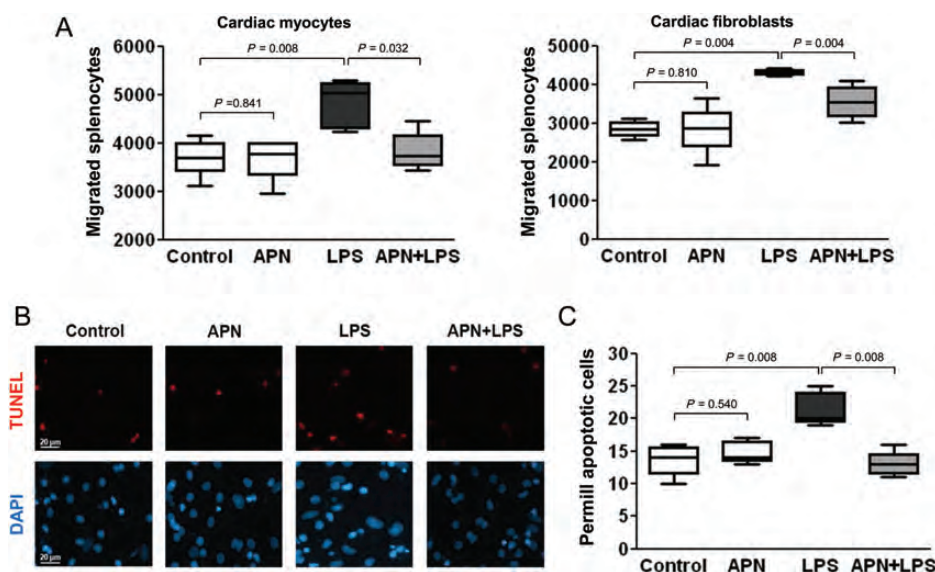 A
Cardiac myocytes
Migrated splenocytes
6000
5000
4000
3000
2000
P = 0.008
P = 0.032
P =0.841
Control APN LPS APN+LPS
Cardiac fibroblasts
Migrated splenocytes
5000
4000
3000
2000
1000
0
P = 0.004
P = 0.004
P = 0.810
Control APN LPS APN+LPS
B
Control APN LPS APN+LPS
TUNEL
20 µm
DAPI
20 µm
C
Permill apoptotic cells
30
25
20
15
10
5
0
P = 0.008
P = 0.008
P = 0.540
Control APN LPS APN+LPS